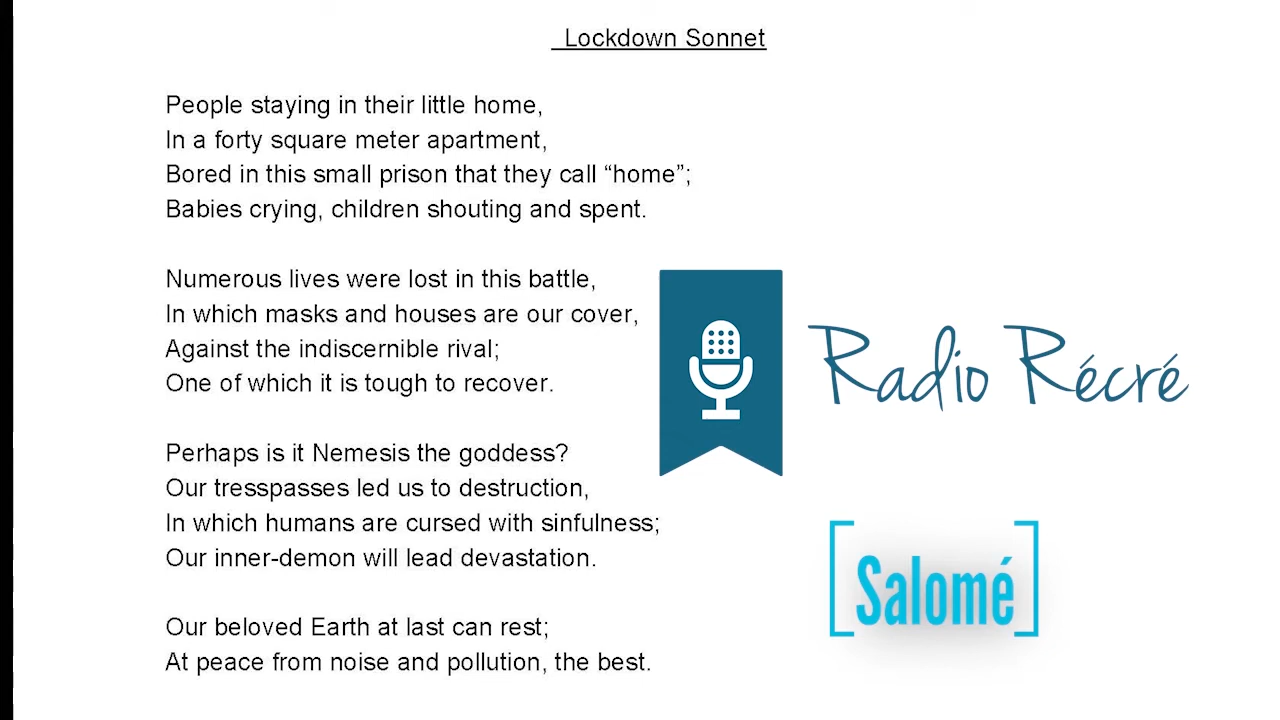 Lockdown Sonnet
People staying in their little home,
In a forty square meter apartment,
Bored in this small prison that they call “home”;
Babies crying, children shouting and spent.
Numerous lives were lost in this battle,
In which masks and houses are our cover,
Against the indiscernible rival;
One of which it is tough to recover.
Perhaps is it Nemesis the goddess?
Our tresspasses led us to destruction,
In which humans are cursed with sinfulness;
Our inner-demon will lead devastation.
Our beloved Earth at last can rest;
At peace from noise and pollution, the best.
Radio Récré
[Salomé]